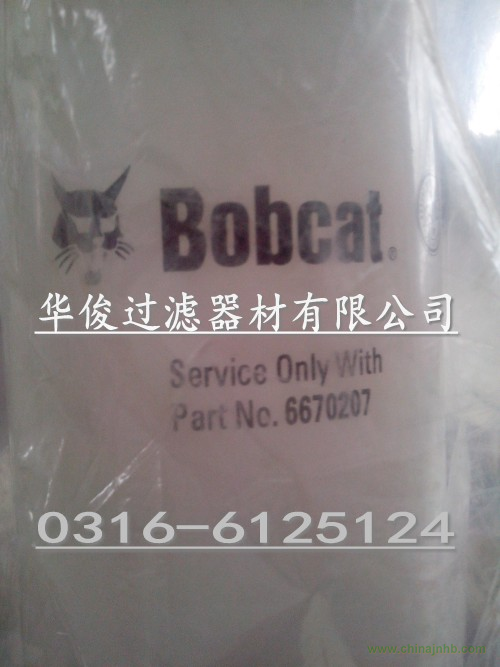 Bobcat®
华俊过滤器材有限公司
Service Only With
Part No. 6670207
0316-6125124
www.chinajnhb.com